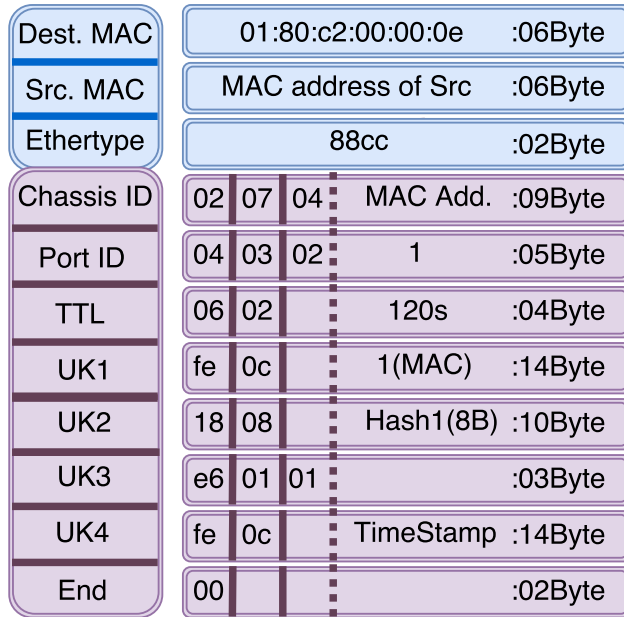 Dest. MAC 01:80:c2:00:00:0e :06Byte
Src. MAC MAC address of Src :06Byte
Ethertype 88cc :02Byte
Chassis ID 02 07 04 MAC Add. :09Byte
Port ID 04 03 02 1 :05Byte
TTL 06 02 120s :04Byte
UK1 fe 0c 1(MAC) :14Byte
UK2 18 08 Hash1(8B) :10Byte
UK3 e6 01 01 :03Byte
UK4 fe 0c TimeStamp :14Byte
End 00 :02Byte